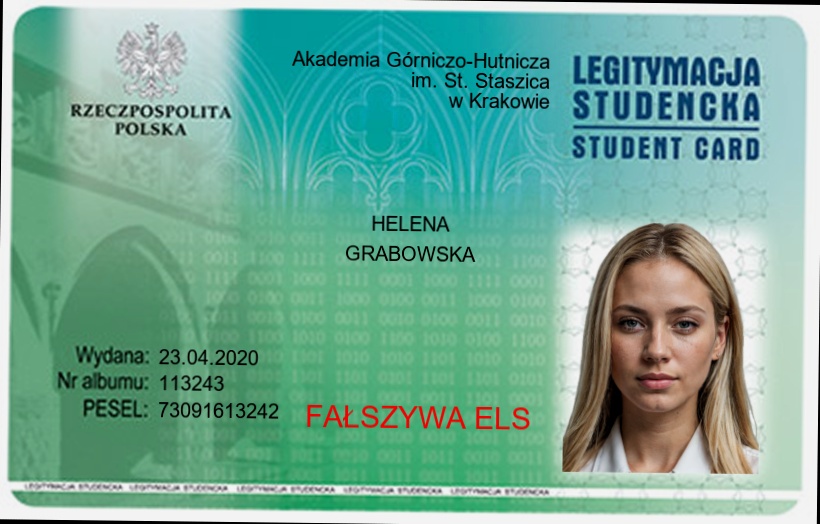 RZECZPOSPOLITA
POLSKA
Akademia Górniczo-Hutnicza
im. St. Staszica
w Krakowie
LEGITYMACJA
STUDENCKA
STUDENT CARD
HELENA
GRABOWSKA
Wydana: 23.04.2020
Nr albumu: 113243
PESEL: 73091613242
FAŁSZYWA ELS
LEGITYMACJA STUDENCKA LEGITYMACJA STUDENCKA LEGITYMACJA STUDENCKA LEGITYMACJA STUDENCKA LEGITYMACJA STUDENCKA